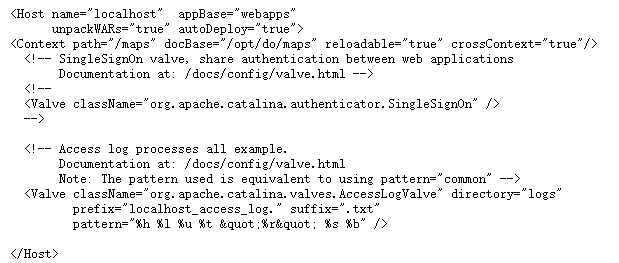 <Host name="localhost"  appBase="webapps"
      unpackWARs="true" autoDeploy="true">
<Context path="/maps" docBase="/opt/do/maps" reloadable="true" crossContext="true"/>
  <!-- SingleSignOn valve, share authentication between web applications
       Documentation at: /docs/config/valve.html -->
  <!--
  <Valve className="org.apache.catalina.authenticator.SingleSignOn" />
  -->

  <!-- Access log processes all example.
       Documentation at: /docs/config/valve.html
       Note: The pattern used is equivalent to using pattern="common" -->
  <Valve className="org.apache.catalina.valves.AccessLogValve" directory="logs"
         prefix="localhost_access_log." suffix=".txt"
         pattern="%h %l %u %t &quot;%r&quot; %s %b" />

</Host>